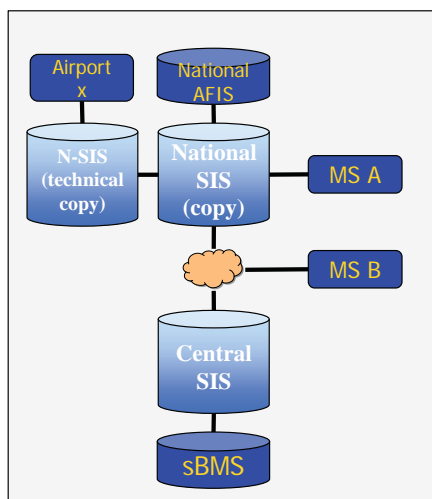 Airport
x
National
AFIS
N-SIS
(technical
copy)
National
SIS
(copy)
MS A
MS B
Central
SIS
sBMS